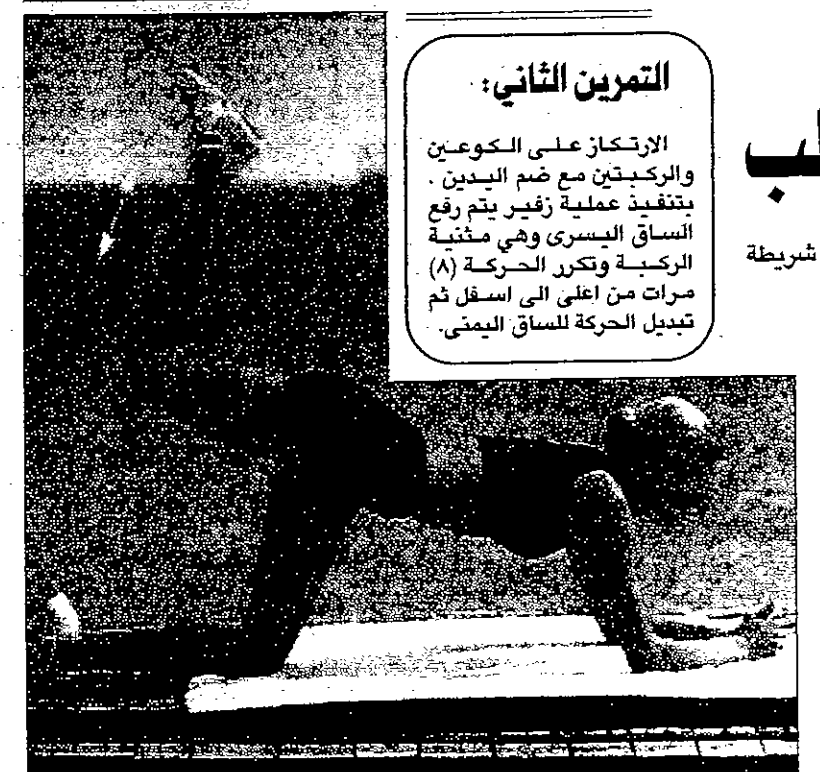 التمرين الثاني:
الارتكاز على الكوعين
والركبتين مع ضم اليدين .
بتنفيذ عملية زفير يتم رفع
الساق اليسرى وهي مثنية
الركبة وتكرر الحركة (٨)
مرات من اعلى الى اسفل ثم
تبديل الحركة للساق اليمنى.
شريطة